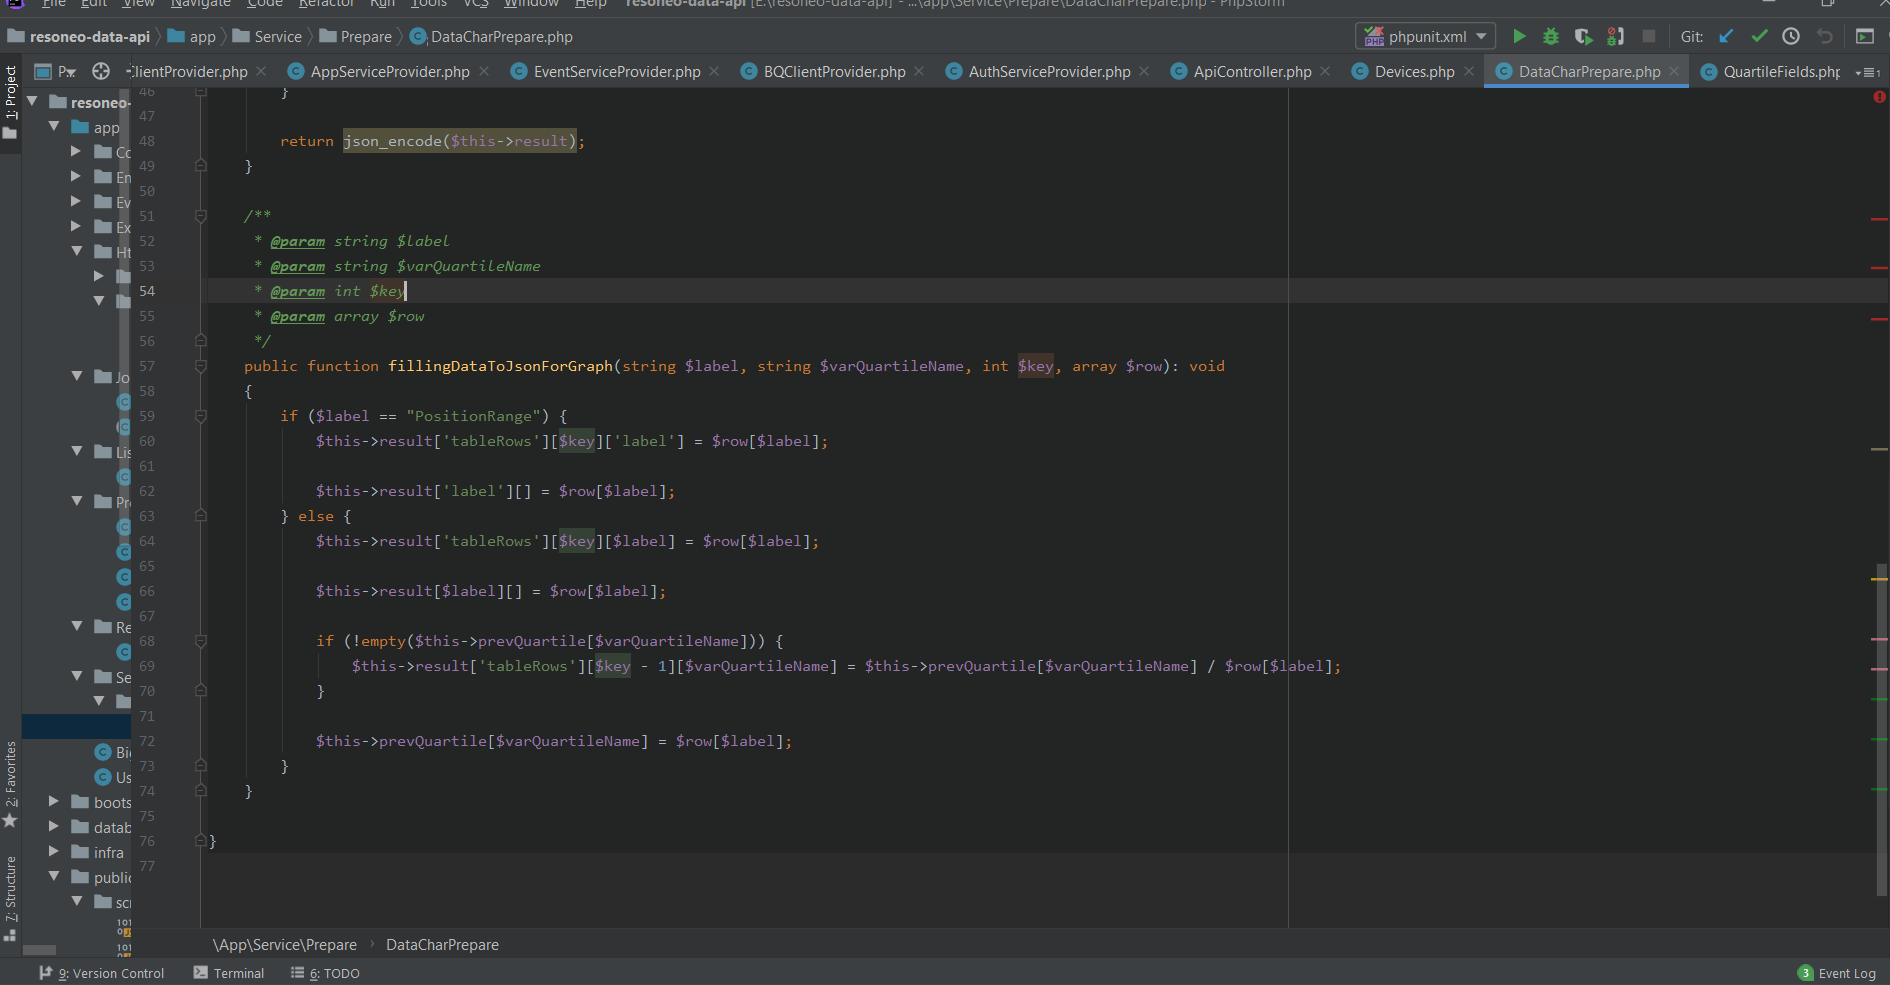 File Edit View Navigate Code Refactor Run Tools VCS Window Help resoneo-data-api [E:\resoneo-data-api] - ...\app\Service\Prepare\DataCharPrepare.php - PhpStorm
resoneo-data-api app Service Prepare DataCharPrepare.php phpunit.xml Git:
1: Project P.. ClientProvider.php AppServiceProvider.php EventServiceProvider.php BQClientProvider.php AuthServiceProvider.php ApiController.php Devices.php DataCharPrepare.php QuartileFields.php
resoneo-
app
Co
En
Ev
Ex
Ht
Jo
Lis
Pro
Re
Se
Bi
Us
boots
datab
infra
public
scr
2: Favorites
7: Structure
46 }
47
48 return json_encode($this->result);
49 }
50
51 /**
52 * @param string $label
53 * @param string $varQuartileName
54 * @param int $key
55 * @param array $row
56 */
57 public function fillingDataToJsonForGraph(string $label, string $varQuartileName, int $key, array $row): void
58 {
59 if ($label == "PositionRange") {
60 $this->result['tableRows'][$key]['label'] = $row[$label];
61
62 $this->result['label'][] = $row[$label];
63 } else {
64 $this->result['tableRows'][$key][$label] = $row[$label];
65
66 $this->result[$label][] = $row[$label];
67
68 if (!empty($this->prevQuartile[$varQuartileName])) {
69 $this->result['tableRows'][$key - 1][$varQuartileName] = $this->prevQuartile[$varQuartileName] / $row[$label];
70 }
71
72 $this->prevQuartile[$varQuartileName] = $row[$label];
73 }
74 }
75
76 }
77
\App\Service\Prepare › DataCharPrepare
9: Version Control Terminal 6: TODO 3 Event Log